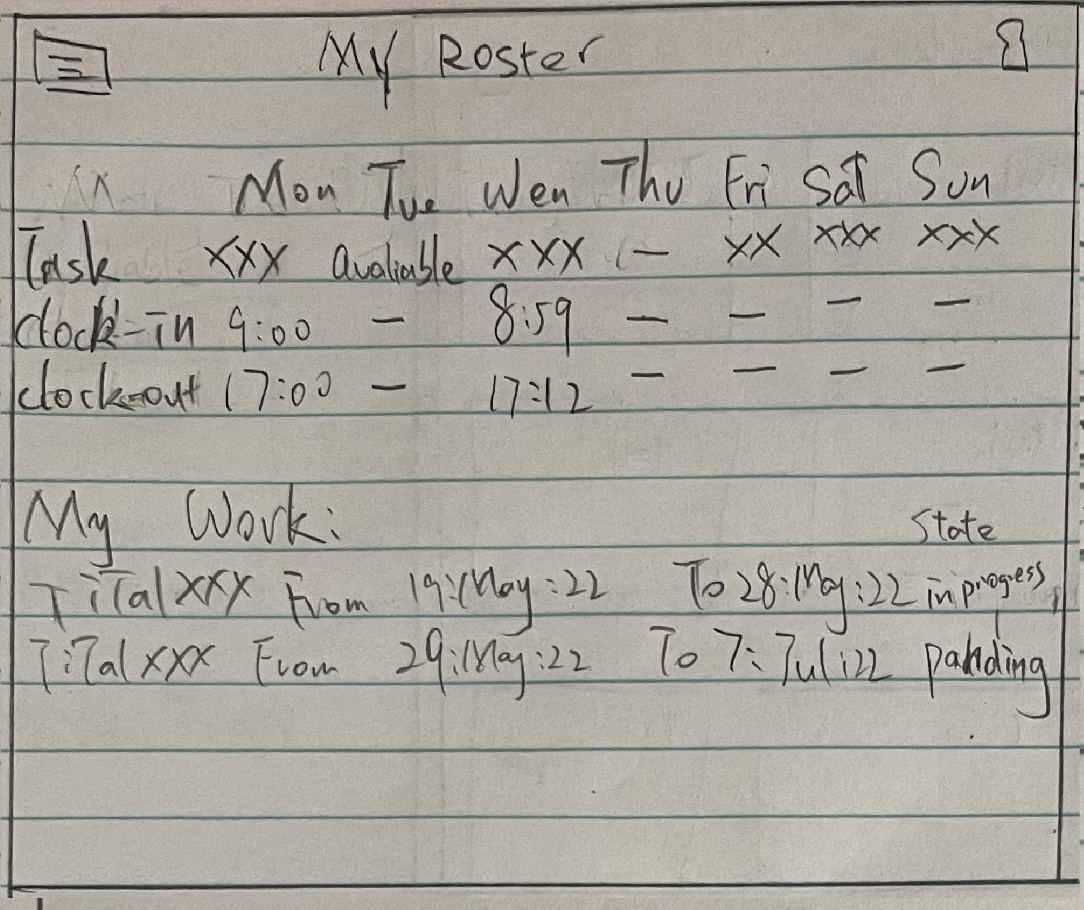 My Roster
Mon Tue Wen Thu Fri Sat Sun
Task XXX avaliable XXX - XX XXX XXX
clock-in 9:00 - 8:59 - - - -
clock-out 17:00 - 17:12 - - - -
My Work: State
TiTal XXX From 19:May:22 To 28:May:22 in progress
TiTal XXX From 29:May:22 To 7:Jul:22 panding